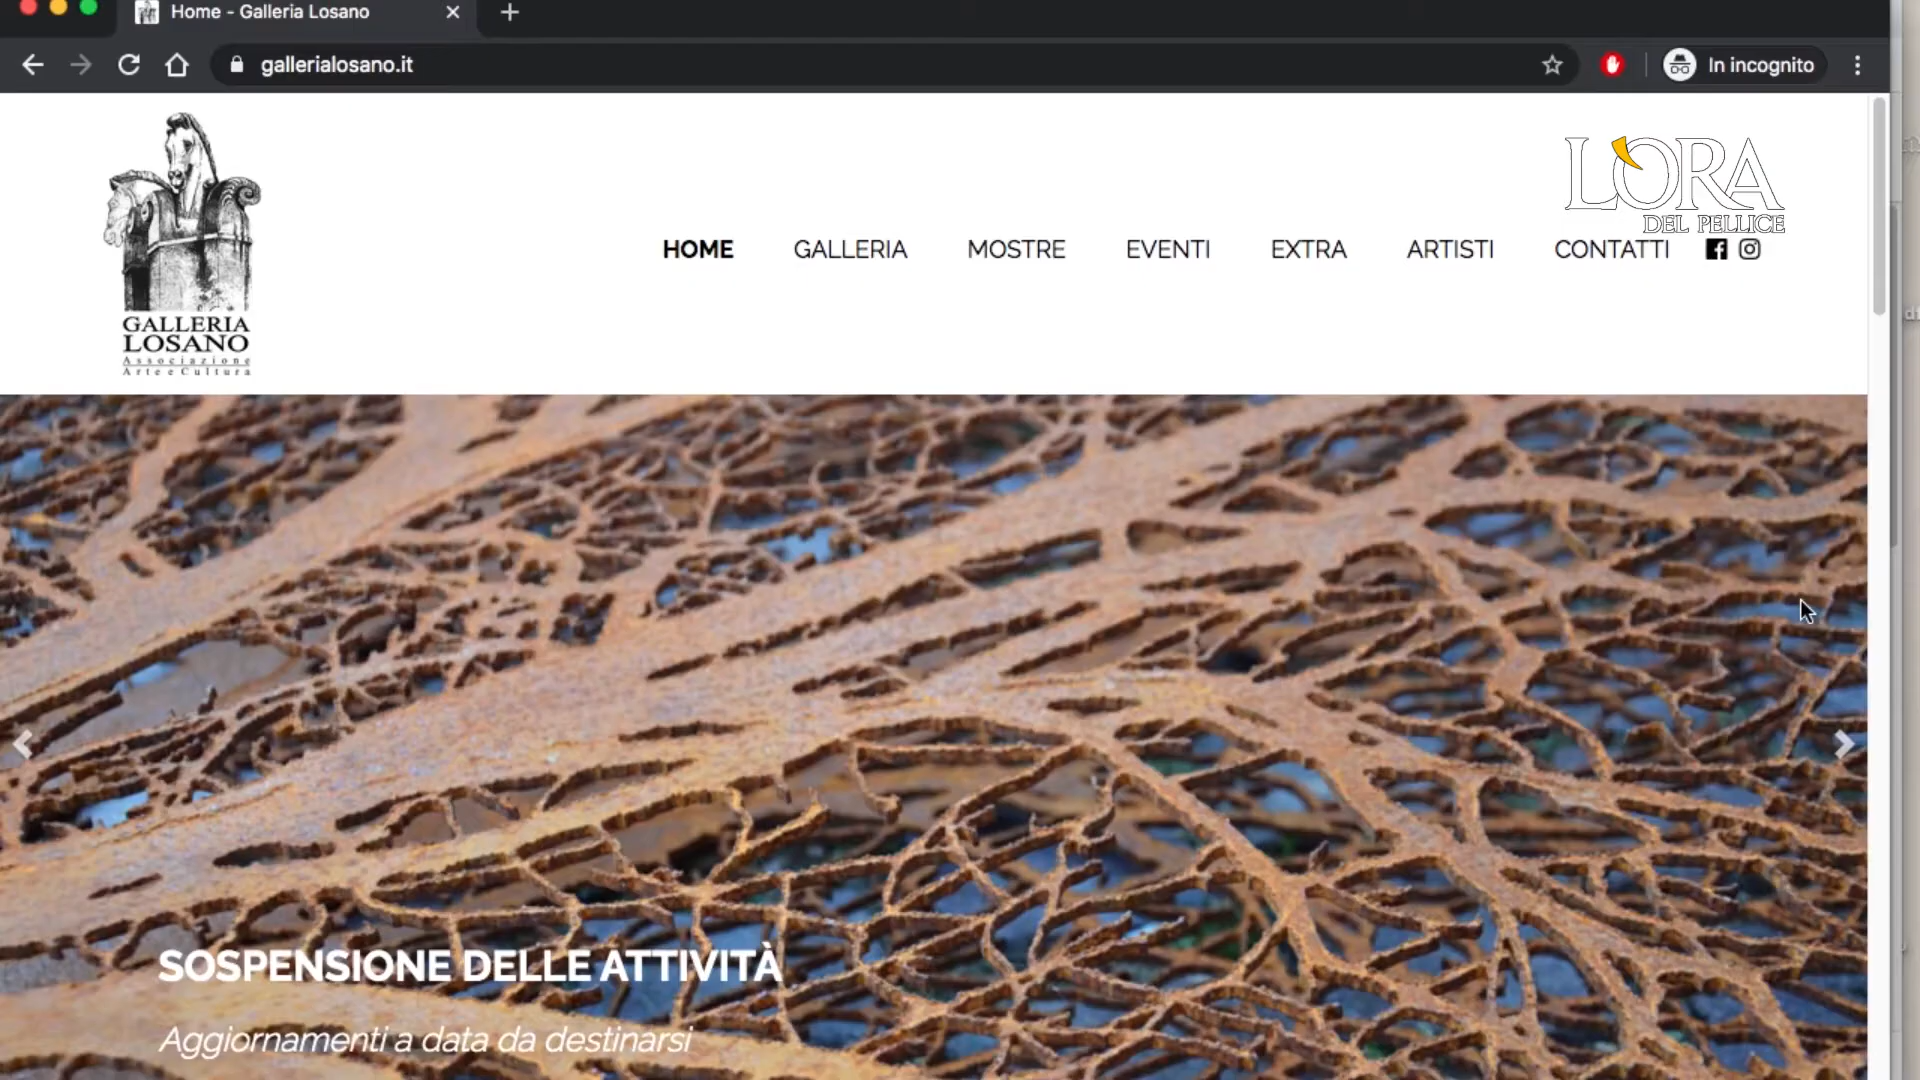 Home - Galleria Losano
gallerialosano.it
In incognito
L'ORA
DEL PELLICE
HOME
GALLERIA
MOSTRE
EVENTI
EXTRA
ARTISTI
CONTATTI
GALLERIA
LOSANO
Associazione
Arte e Cultura
SOSPENSIONE DELLE ATTIVITÀ
Aggiornamenti a data da destinarsi